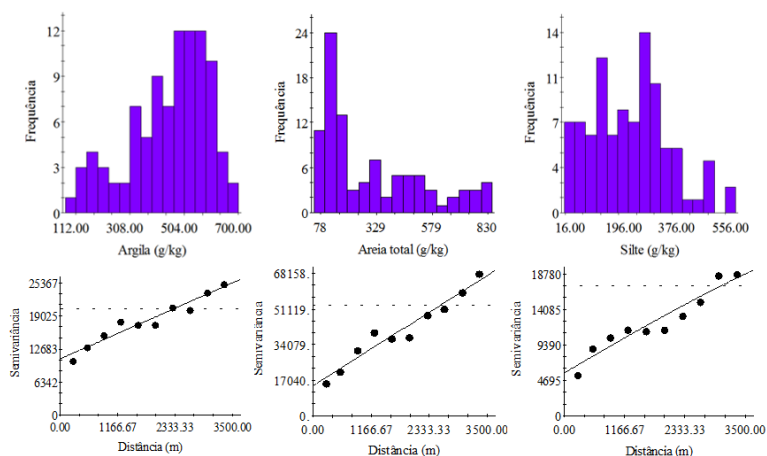 12
9
6
3
0
Frequência
112.00 308.00 504.00 700.00
Argila (g/kg)
30
24
18
12
6
0
Frequência
78 329 579 830
Areia total (g/kg)
14
11
7
4
0
Frequência
16.00 196.00 376.00 556.00
Silte (g/kg)
25367
19025
12683
6342
0
Semivariância
0.00 1166.67 2333.33 3500.00
Distância (m)
68158.
51119.
34079.
17040.
0.
Semivariância
0.00 1166.67 2333.33 3500.00
Distância (m)
18780
14085
9390
4695
0
Semivariância
0.00 1166.67 2333.33 3500.00
Distância (m)